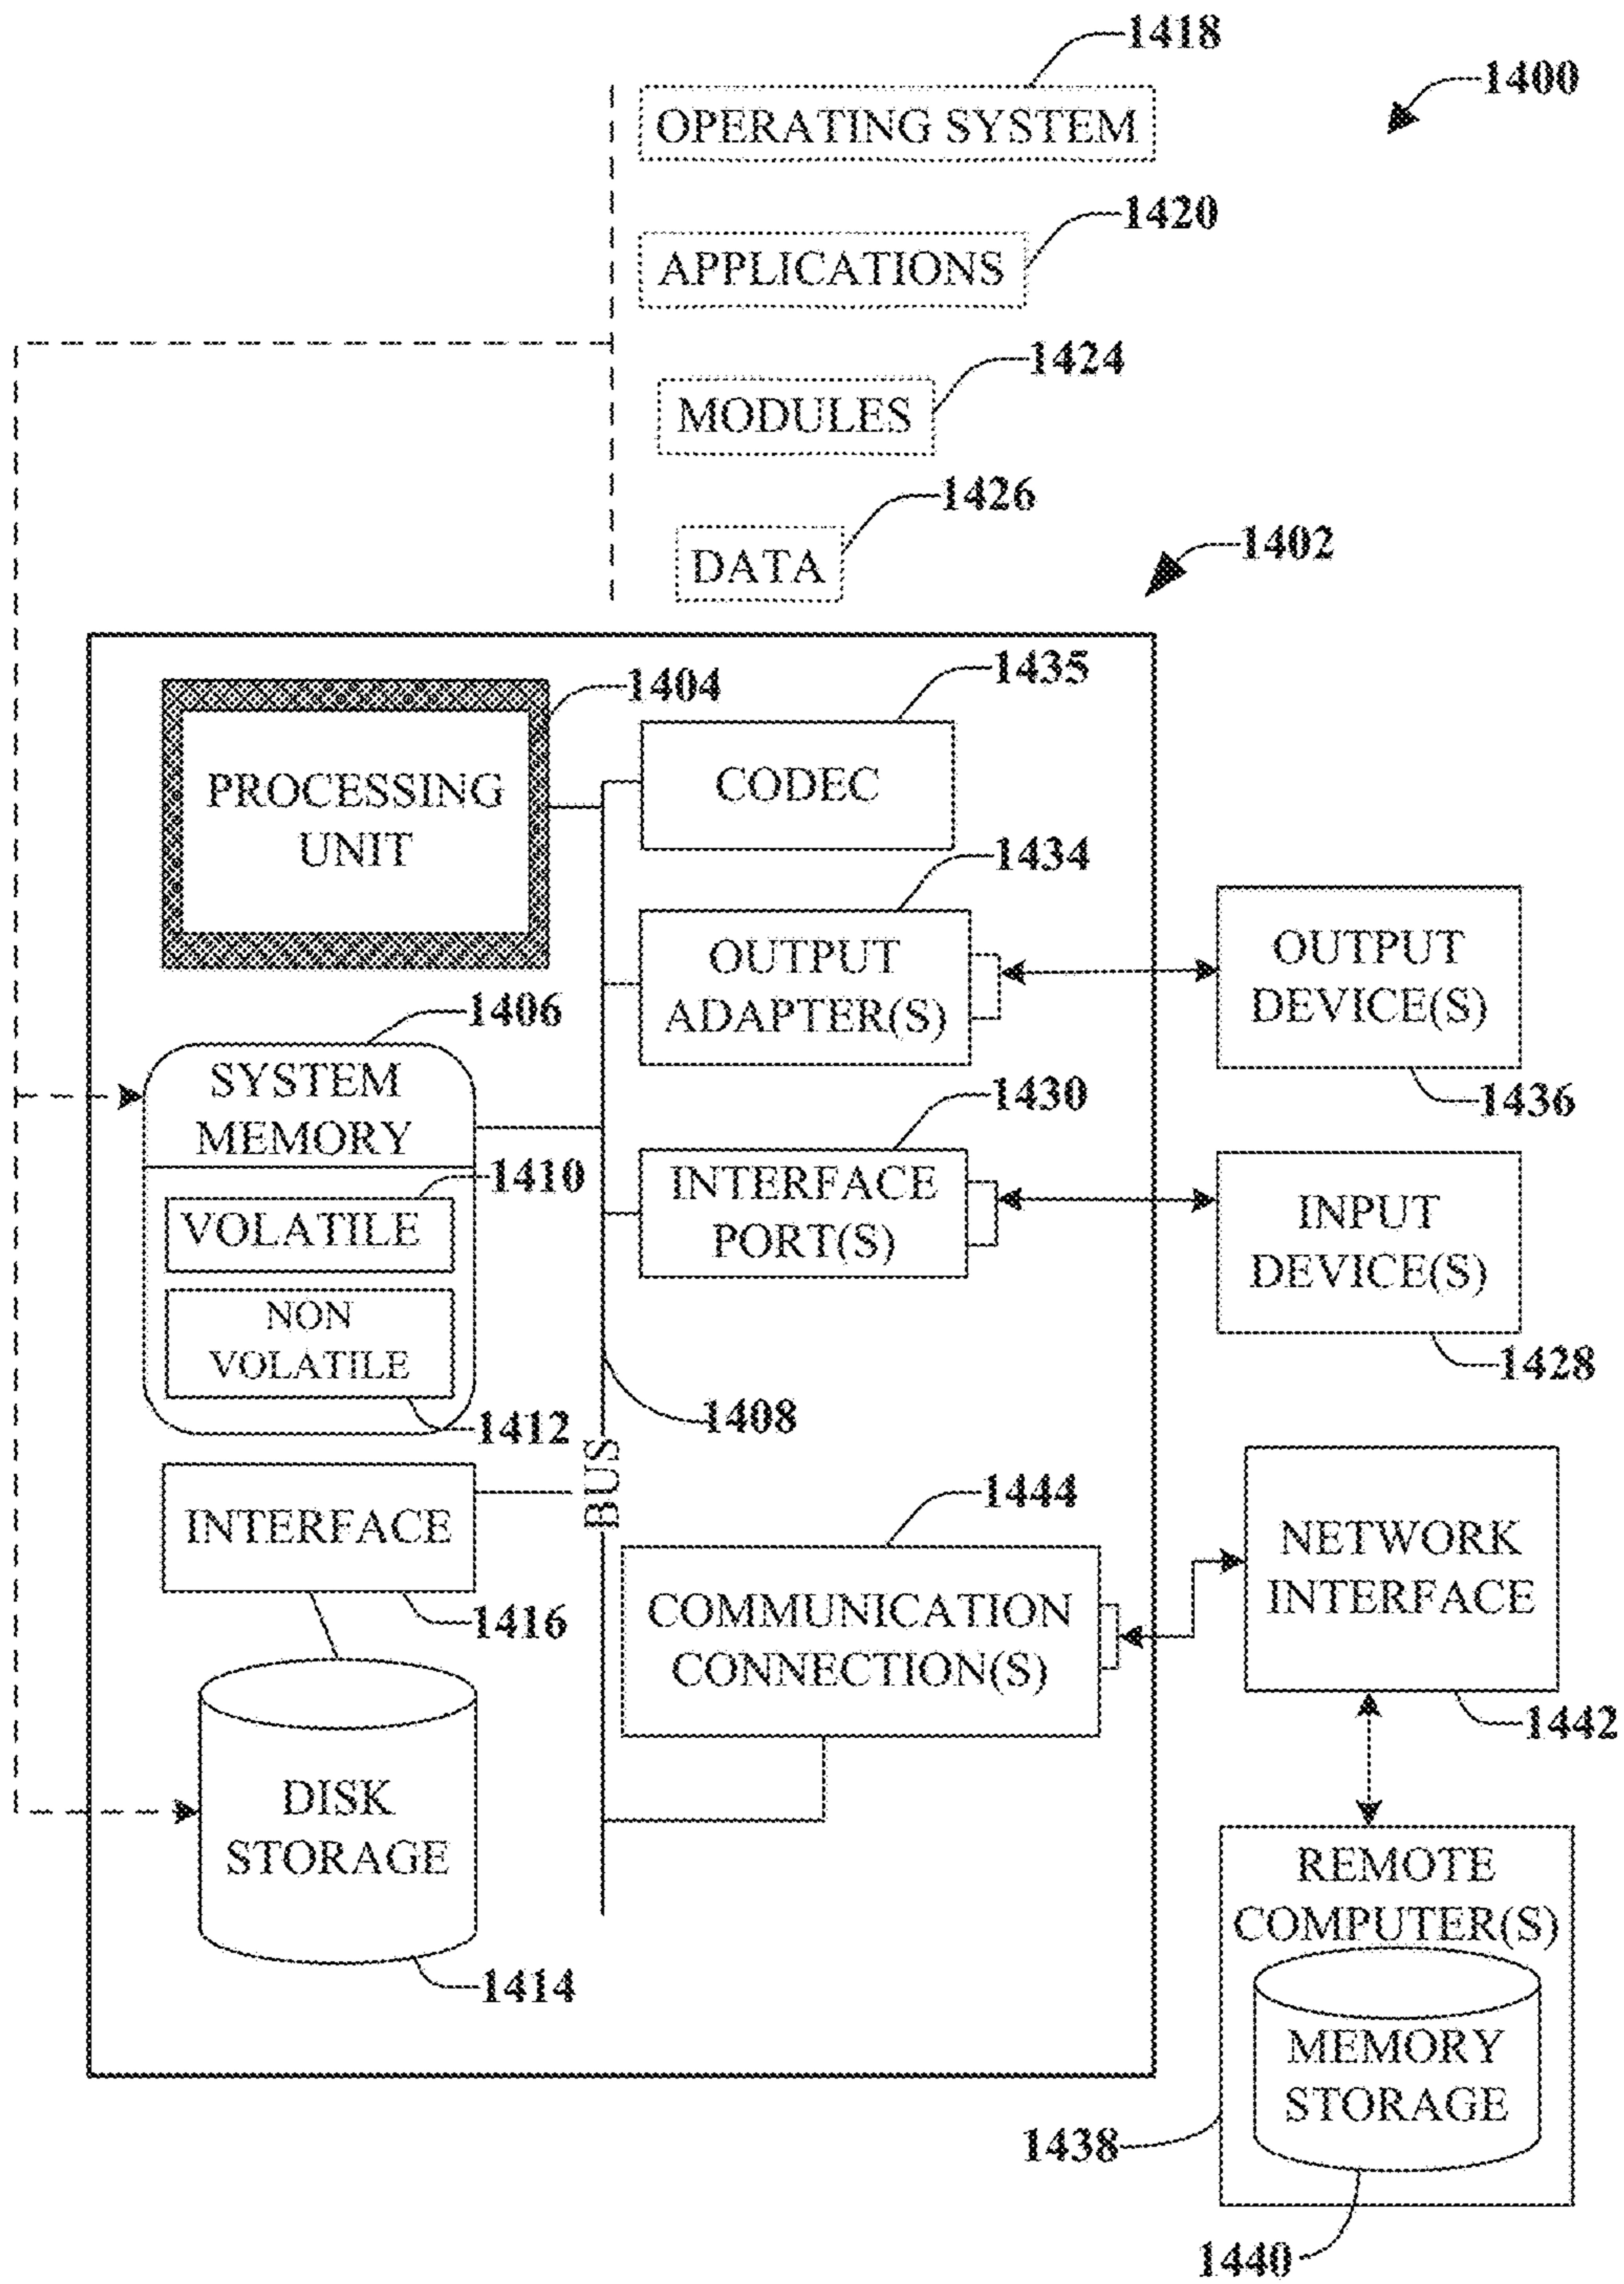 1418
1400
OPERATING SYSTEM
1420
APPLICATIONS
1424
MODULES
1426
DATA
1402
1404
1435
PROCESSING
UNIT
CODEC
1434
OUTPUT
ADAPTER(S)
OUTPUT
DEVICE(S)
1436
1406
SYSTEM
MEMORY
1410
VOLATILE
NON
VOLATILE
1412
1430
INTERFACE
PORT(S)
INPUT
DEVICE(S)
1428
1408
BUS
INTERFACE
1416
1444
COMMUNICATION
CONNECTION(S)
NETWORK
INTERFACE
1442
DISK
STORAGE
1414
REMOTE
COMPUTER(S)
MEMORY
STORAGE
1438
1440